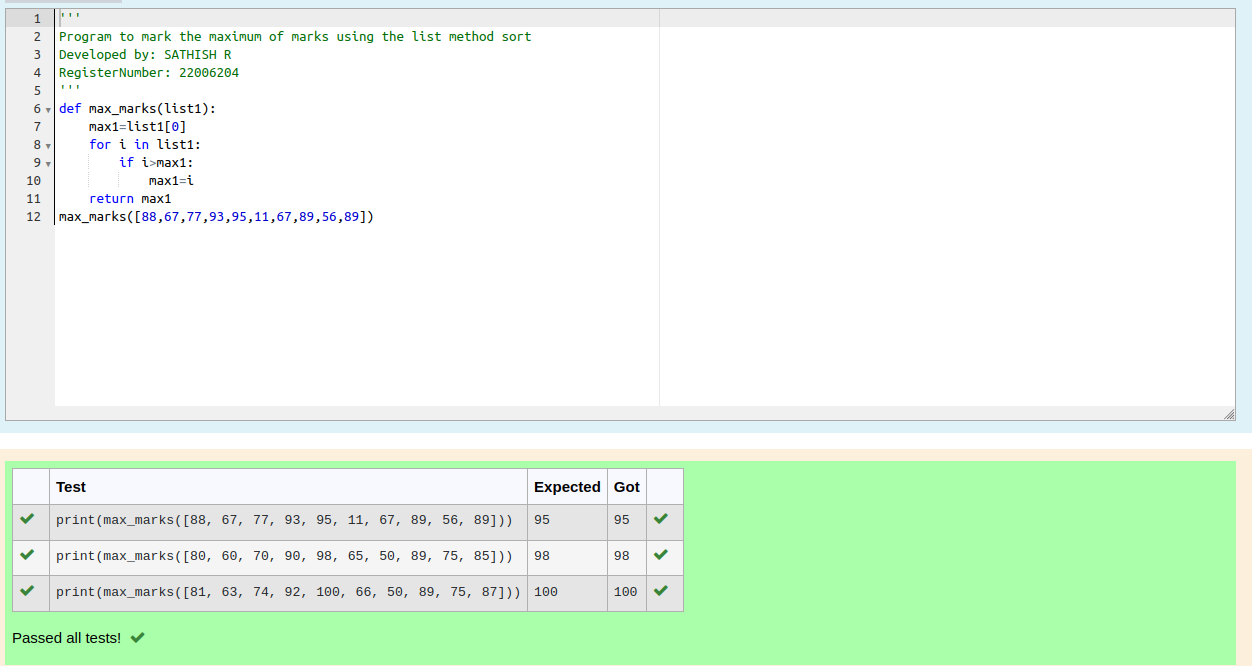 1 '''
2 Program to mark the maximum of marks using the list method sort
3 Developed by: SATHISH R
4 RegisterNumber: 22006204
5 '''
6 def max_marks(list1):
7     max1=list1[0]
8     for i in list1:
9         if i>max1:
10             max1=i
11     return max1
12 max_marks([88,67,77,93,95,11,67,89,56,89])
Test Expected Got
print(max_marks([88, 67, 77, 93, 95, 11, 67, 89, 56, 89])) 95 95
print(max_marks([80, 60, 70, 90, 98, 65, 50, 89, 75, 85])) 98 98
print(max_marks([81, 63, 74, 92, 100, 66, 50, 89, 75, 87])) 100 100
Passed all tests!